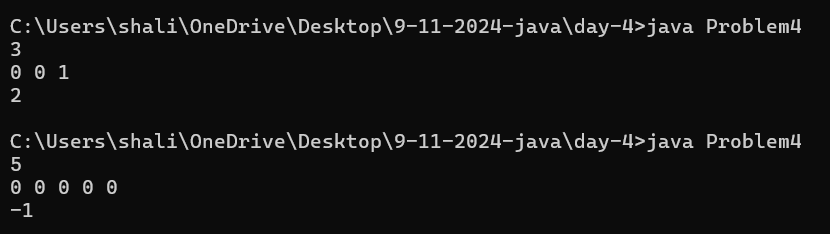 C:\Users\shali\OneDrive\Desktop\9-11-2024-java\day-4>java Problem4
3
0 0 1
2
C:\Users\shali\OneDrive\Desktop\9-11-2024-java\day-4>java Problem4
5
0 0 0 0 0
-1